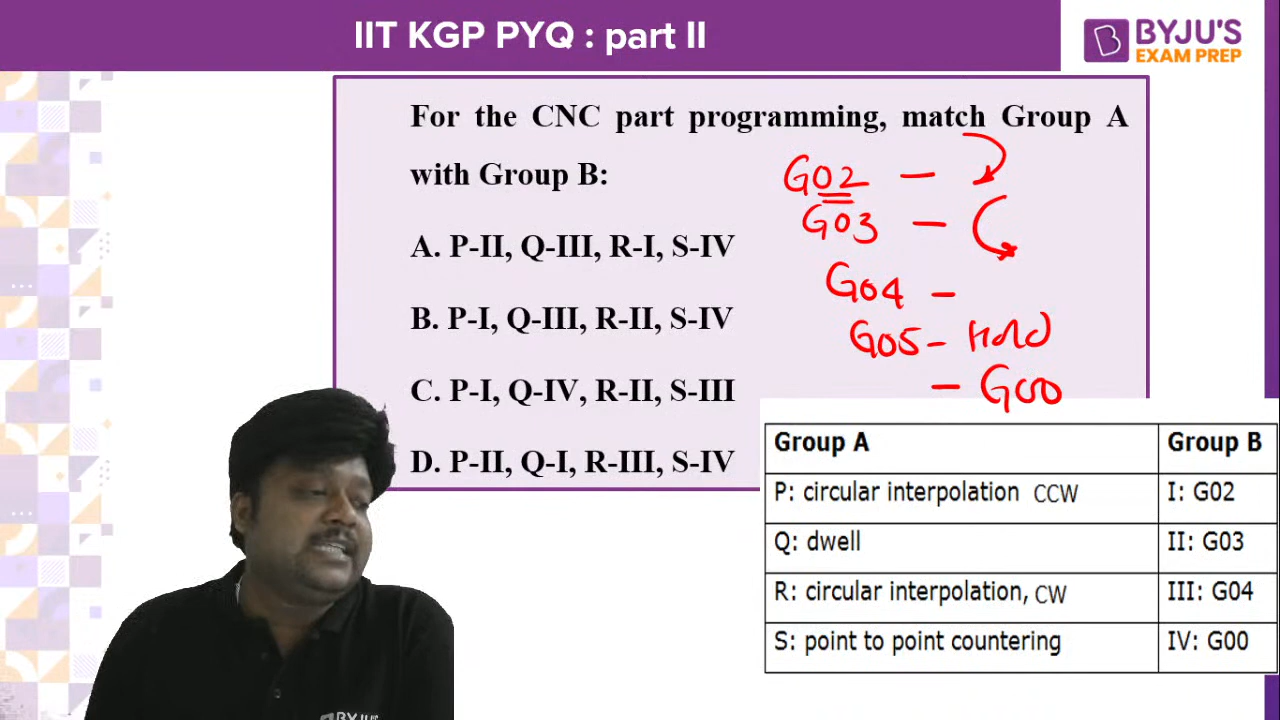 IIT KGP PYQ : part II
BYJU'S
EXAM PREP
For the CNC part programming, match Group A
with Group B:
A. P-II, Q-III, R-I, S-IV
B. P-I, Q-III, R-II, S-IV
C. P-I, Q-IV, R-II, S-III
D. P-II, Q-I, R-III, S-IV
G02 -
G03 -
G04 -
G05 - Hold
- G00
Group A Group B
P: circular interpolation CCW I: G02
Q: dwell II: G03
R: circular interpolation, CW III: G04
S: point to point countering IV: G00
BYJU'S